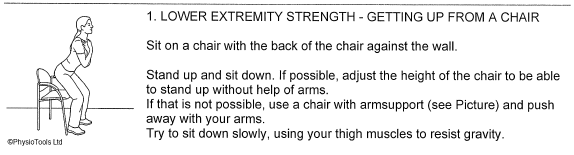 1. LOWER EXTREMITY STRENGTH - GETTING UP FROM A CHAIR
Sit on a chair with the back of the chair against the wall.
Stand up and sit down. If possible, adjust the height of the chair to be able
to stand up without help of arms.
If that is not possible, use a chair with armsupport (see Picture) and push
away with your arms.
Try to sit down slowly, using your thigh muscles to resist gravity.
©PhysioTools Ltd